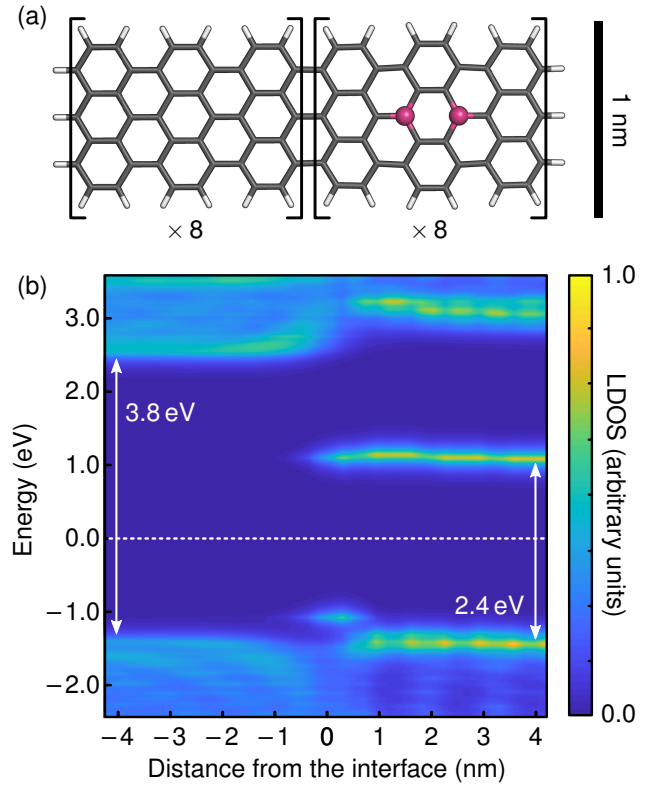 (a)
1 nm
× 8
× 8
(b)
3.0
2.0
1.0
0.0
−1.0
−2.0
Energy (eV)
3.8 eV
2.4 eV
−4
−3
−2
−1
0
1
2
3
4
Distance from the interface (nm)
1.0
0.0
LDOS (arbitrary units)